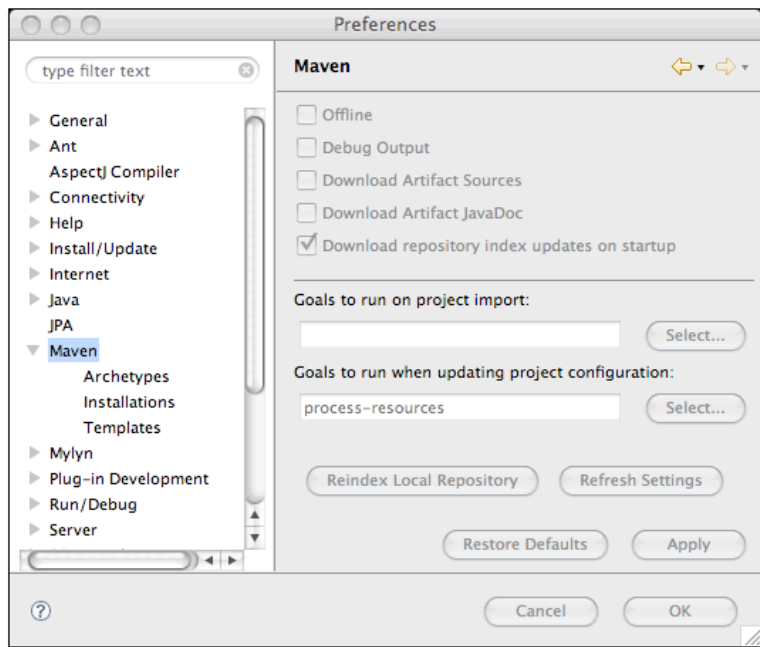 Preferences
type filter text
General
Ant
AspectJ Compiler
Connectivity
Help
Install/Update
Internet
Java
JPA
Maven
Archetypes
Installations
Templates
Mylyn
Plug-in Development
Run/Debug
Server
Maven
Offline
Debug Output
Download Artifact Sources
Download Artifact JavaDoc
Download repository index updates on startup
Goals to run on project import:
Select...
Goals to run when updating project configuration:
process-resources
Select...
Reindex Local Repository
Refresh Settings
Restore Defaults
Apply
?
Cancel
OK